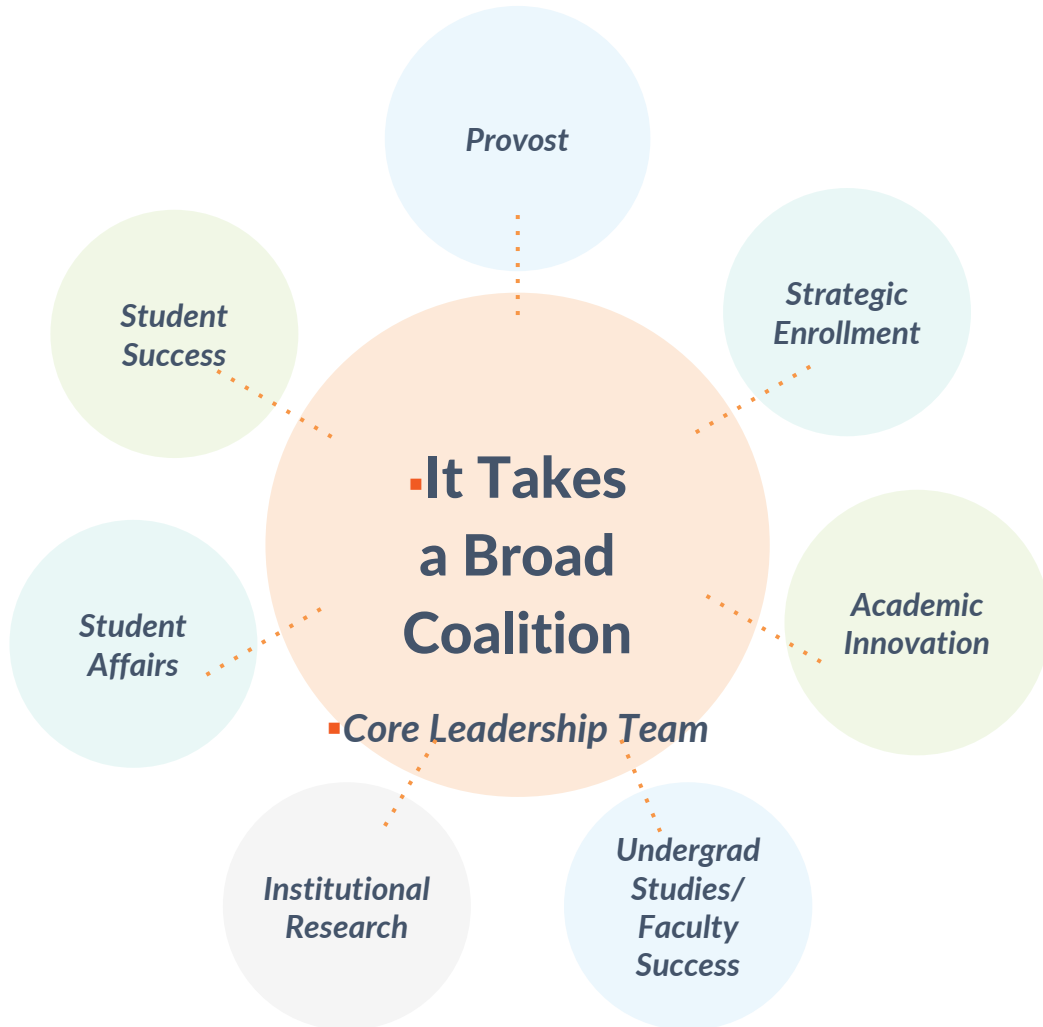 Provost
Strategic
Enrollment
Student
Success
▪It Takes
a Broad
Coalition
Academic
Innovation
Student
Affairs
▪Core Leadership Team
Undergrad
Studies/
Faculty
Success
Institutional
Research